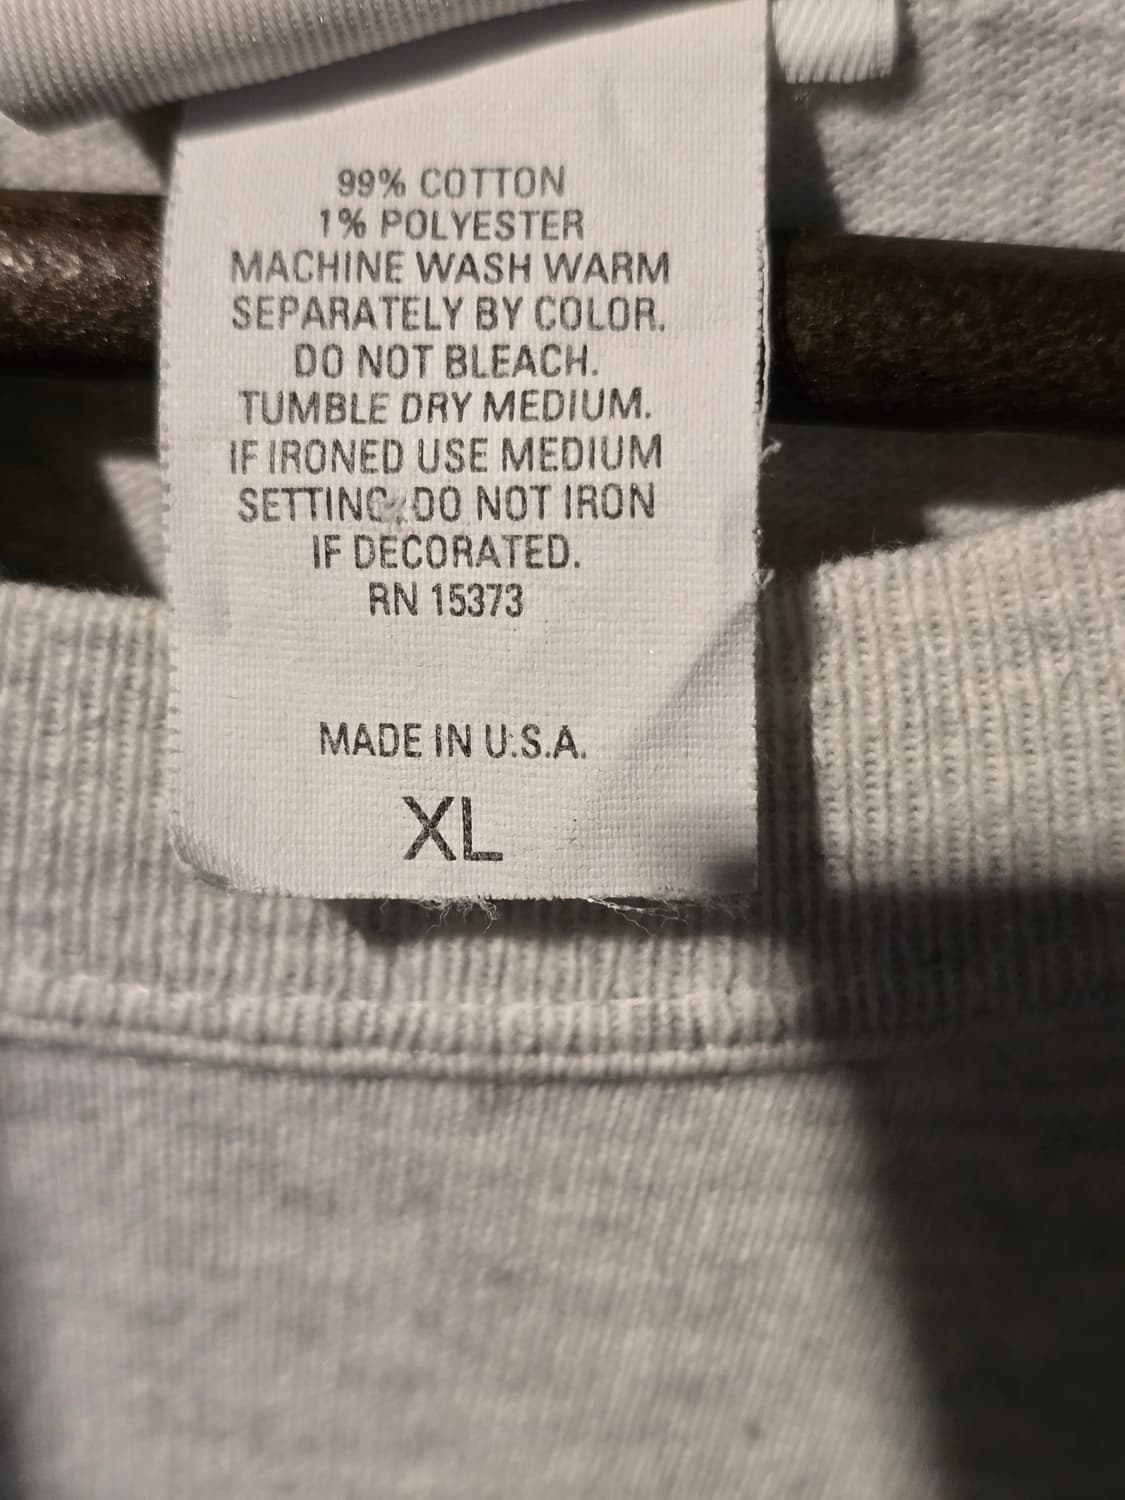 99% COTTON
1% POLYESTER
MACHINE WASH WARM
SEPARATELY BY COLOR.
DO NOT BLEACH.
TUMBLE DRY MEDIUM.
IF IRONED USE MEDIUM
SETTING. DO NOT IRON
IF DECORATED.
RN 15373
MADE IN U.S.A.
XL